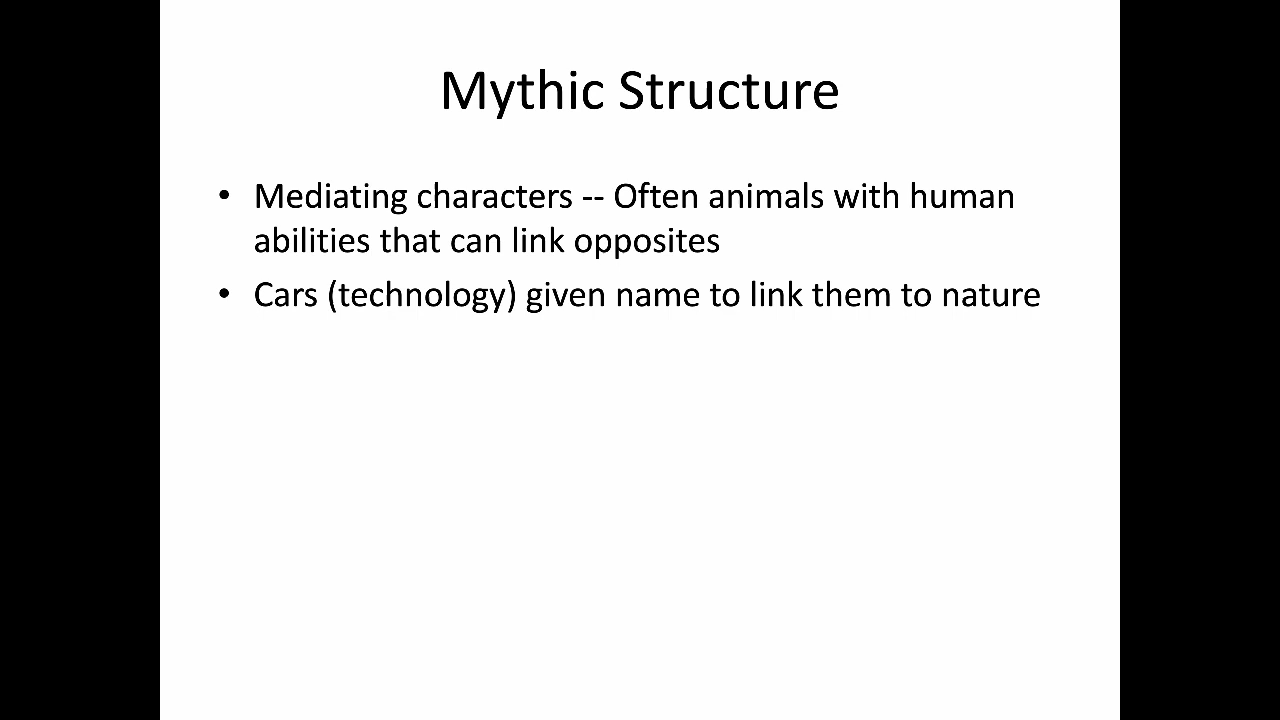 Mythic Structure
• Mediating characters -- Often animals with human
abilities that can link opposites
• Cars (technology) given name to link them to nature